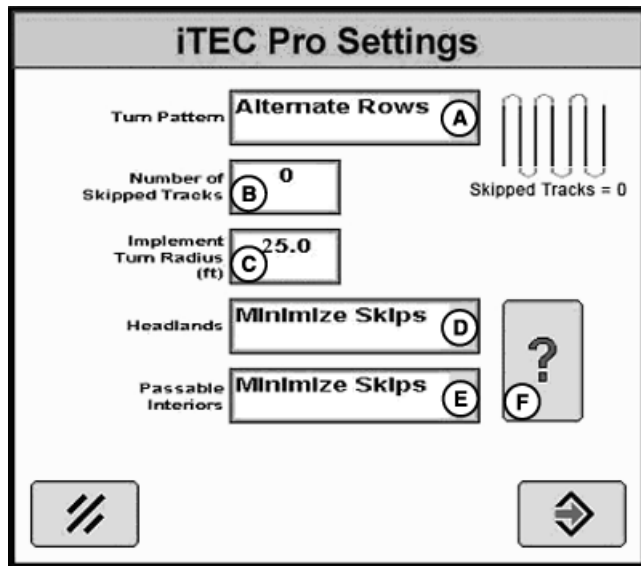 iTEC Pro Settings
Turn Pattern
Alternate Rows
A
Skipped Tracks = 0
Number of
Skipped Tracks
B
0
Implement
Turn Radius
(ft)
C
25.0
Headlands
Minimize Skips
D
Passable
Interiors
Minimize Skips
E
?
F